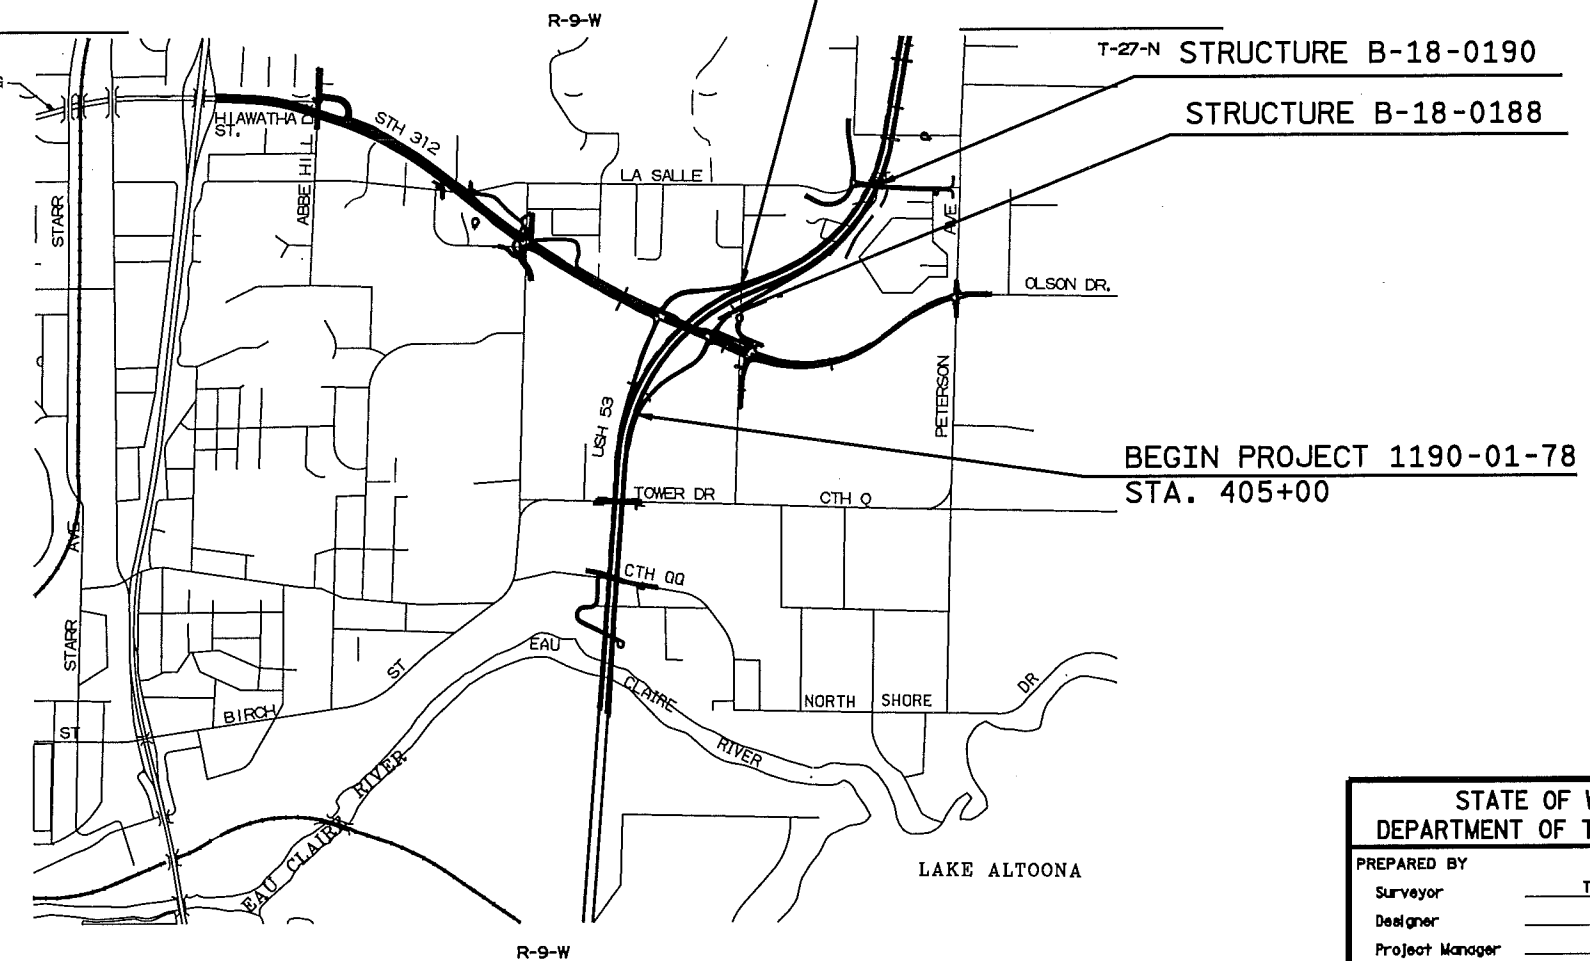 R-9-W
T-27-N
STRUCTURE B-18-0190
STRUCTURE B-18-0188
HIAWATHA
ST.
STH 312
LA SALLE
ABBE HILL
STARR
AVE
OLSON DR.
PETERSON
USH 53
BEGIN PROJECT 1190-01-78
STA. 405+00
TOWER DR
CTH Q
AVE
CTH QQ
STARR
EAU
CLAIRE
RIVER
ST
BIRCH
ST
NORTH SHORE
DR
EAU CLAIRE RIVER
LAKE ALTOONA
R-9-W
STATE OF
DEPARTMENT OF
PREPARED BY
Surveyor
Designer
Project Manager